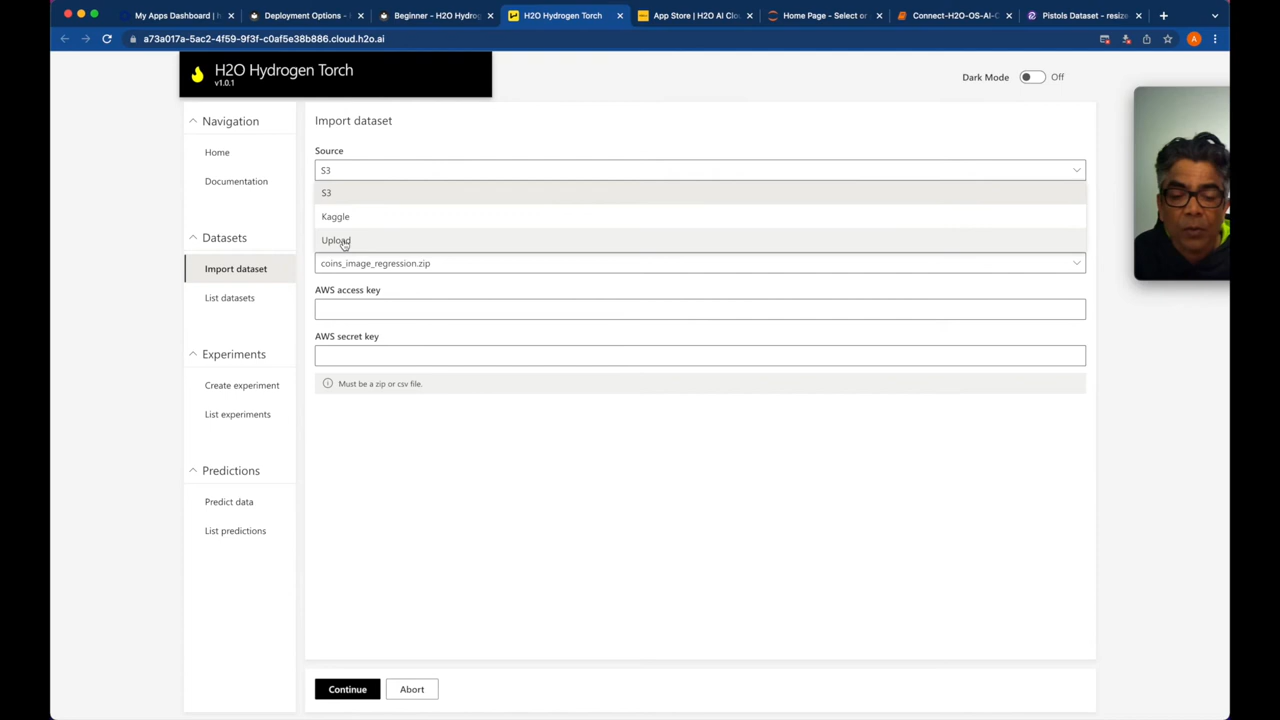 My Apps Dashboard | h
Deployment Options - H
Beginner - H2O Hydrog
H2O Hydrogen Torch
App Store | H2O AI Clou
Home Page - Select or
Connect-H2O-OS-AI-C
Pistols Dataset - resize
a73a017a-5ac2-4f59-9f3f-c0af5e38b886.cloud.h2o.ai
A
H2O Hydrogen Torch
v1.0.1
Dark Mode Off
Navigation
Home
Documentation
Datasets
Import dataset
List datasets
Experiments
Create experiment
List experiments
Predictions
Predict data
List predictions
Import dataset
Source
S3
S3
Kaggle
Upload
coins_image_regression.zip
AWS access key
AWS secret key
Must be a zip or csv file.
Continue
Abort